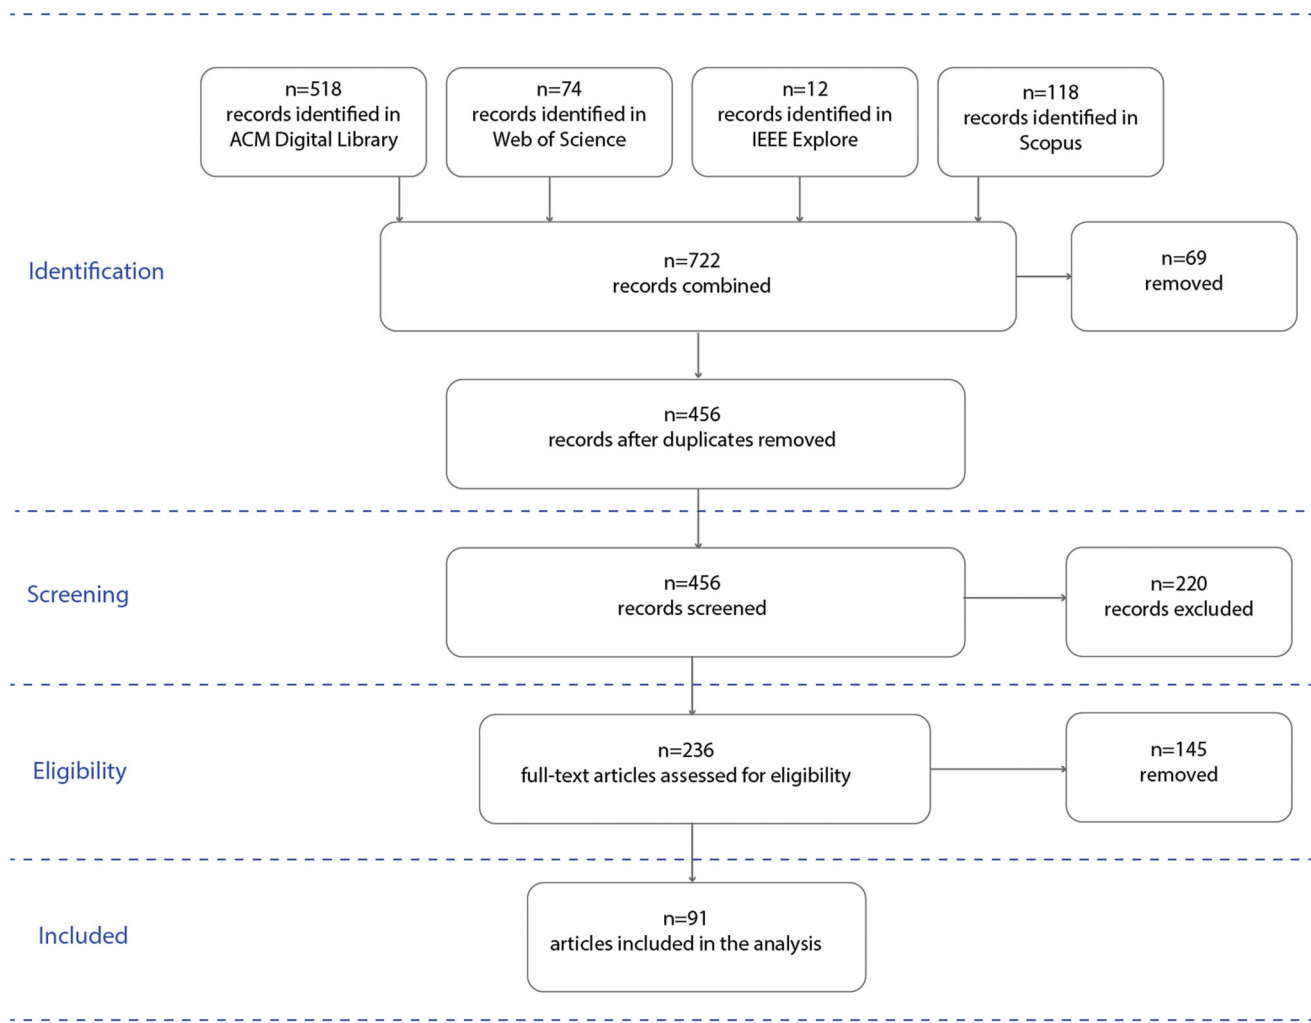 n=518
records identified in
ACM Digital Library
n=74
records identified in
Web of Science
n=12
records identified in
IEEE Explore
n=118
records identified in
Scopus
Identification
n=722
records combined
n=69
removed
n=456
records after duplicates removed
Screening
n=456
records screened
n=220
records excluded
Eligibility
n=236
full-text articles assessed for eligibility
n=145
removed
Included
n=91
articles included in the analysis